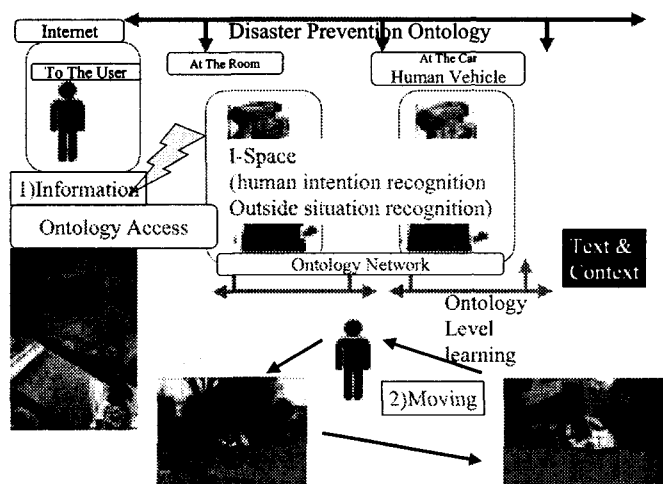 Internet
Disaster Prevention Ontology
To The User
At The Room
At The Car
Human Vehicle
I-Space
(human intention recognition
Outside situation recognition)
1)Information
Ontology Access
Ontology Network
Text &
Context
Ontology
Level
learning
2)Moving